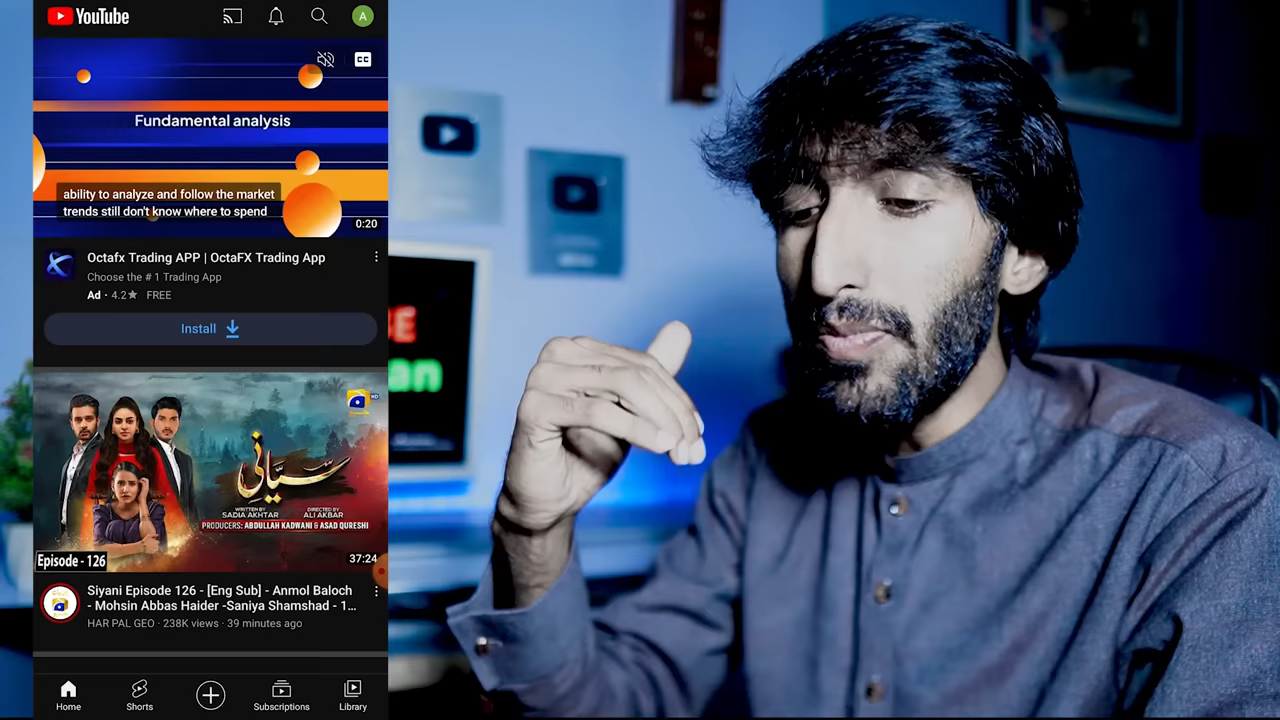 YouTube
A
CC
Fundamental analysis
ability to analyze and follow the market
trends still don't know where to spend
0:20
Octafx Trading APP | OctaFX Trading App
Choose the # 1 Trading App
Ad · 4.2★ FREE
Install
سیانی
WRITTEN BY
SADIA AKHTAR
DIRECTED BY
ALI AKBAR
PRODUCERS: ABDULLAH KADWANI & ASAD QURESHI
HD
Episode - 126
37:24
Siyani Episode 126 - [Eng Sub] - Anmol Baloch
- Mohsin Abbas Haider -Saniya Shamshad - 1...
HAR PAL GEO · 238K views · 39 minutes ago
Home
Shorts
Subscriptions
Library
E
an